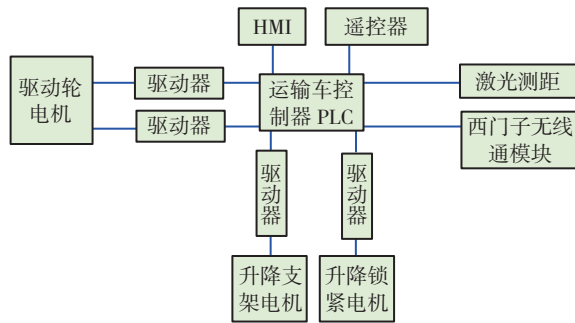 HMI
遥控器
驱动轮
电机
驱动器
驱动器
运输车控
制器 PLC
激光测距
西门子无线
通模块
驱
动
器
驱
动
器
升降支
架电机
升降锁
紧电机